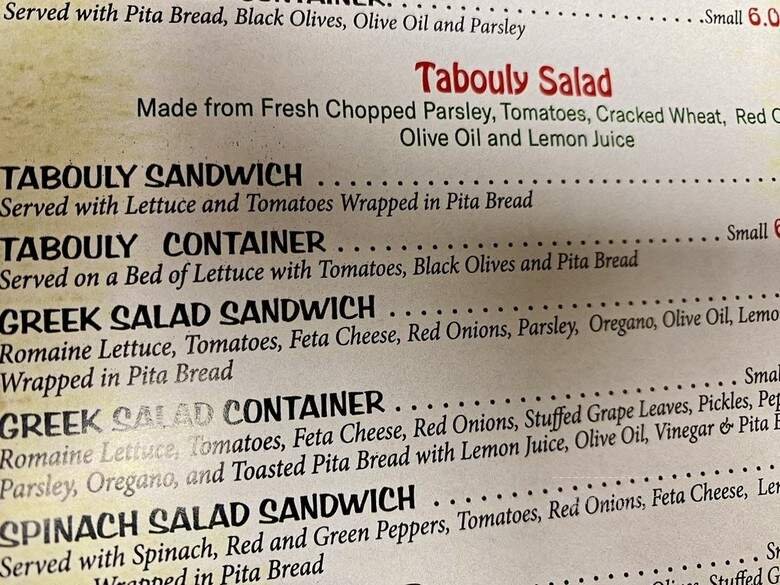 Served with Pita Bread, Black Olives, Olive Oil and Parsley
Small 6.0
Tabouly Salad
Made from Fresh Chopped Parsley, Tomatoes, Cracked Wheat, Red
Olive Oil and Lemon Juice
TABOULY SANDWICH
Served with Lettuce and Tomatoes Wrapped in Pita Bread
TABOULY CONTAINER Small
Served on a Bed of Lettuce with Tomatoes, Black Olives and Pita Bread
GREEK SALAD SANDWICH
Romaine Lettuce, Tomatoes, Feta Cheese, Red Onions, Parsley, Oregano, Olive Oil, Lemo
Wrapped in Pita Bread
GREEK SALAD CONTAINER Smal
Romaine Lettuce, Tomatoes, Feta Cheese, Red Onions, Stuffed Grape Leaves, Pickles, Pep
Parsley, Oregano, and Toasted Pita Bread with Lemon Juice, Olive Oil, Vinegar & Pita
SPINACH SALAD SANDWICH
Served with Spinach, Red and Green Peppers, Tomatoes, Red Onions, Feta Cheese, Le
Wrapped in Pita Bread
Stuffed